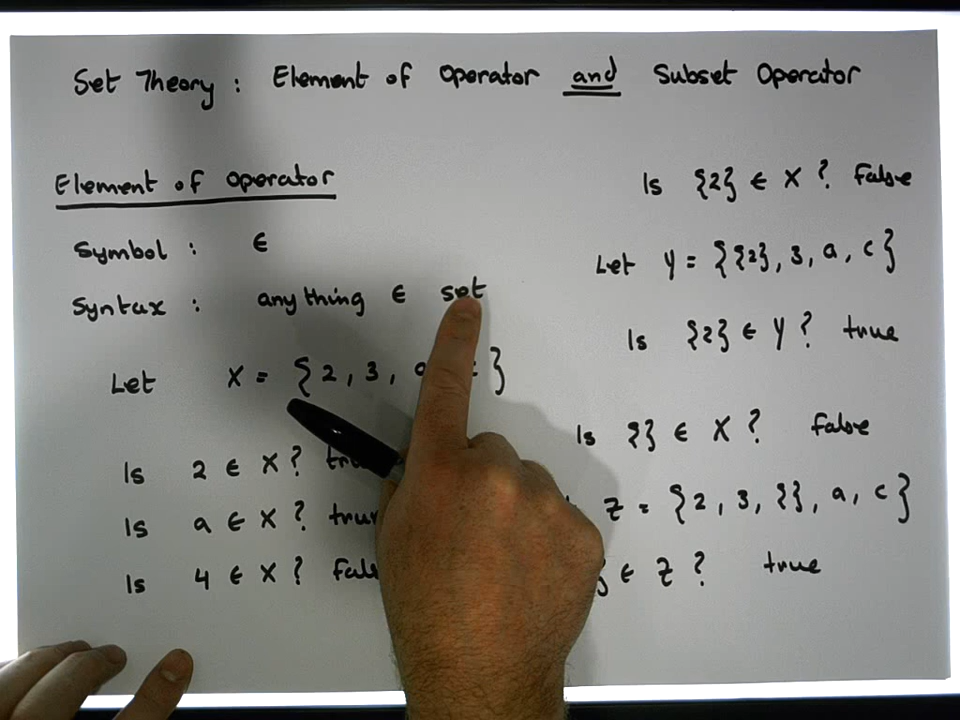 Set Theory : Element of Operator and Subset Operator
Element of operator
Symbol : ∈
Syntax : anything ∈ set
Let X = {2, 3, }
Is 2 ∈ X ?
Is a ∈ X ? true
Is 4 ∈ X ?
Is {2} ∈ X ? False
Let Y = {{2}, 3, a, c}
Is {2} ∈ Y ? true
Is {} ∈ X ? False
Z = {2, 3, {}, a, c}
} ∈ Z ? true